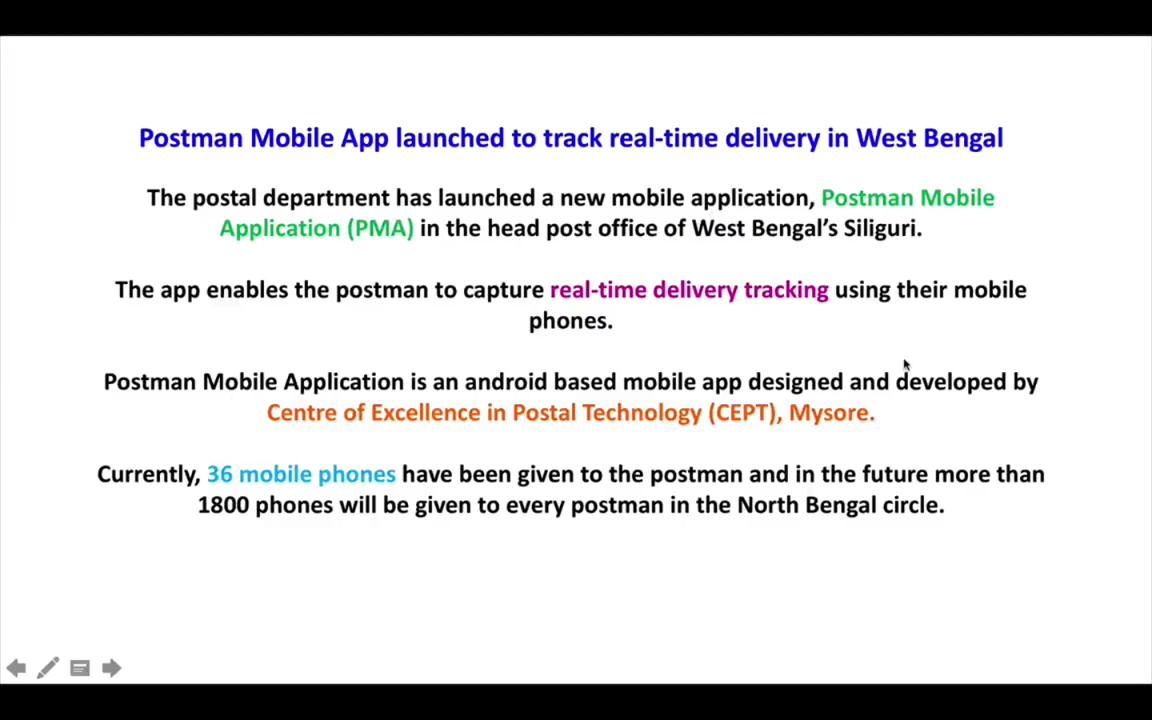 Postman Mobile App launched to track real-time delivery in West Bengal
The postal department has launched a new mobile application, Postman Mobile
Application (PMA) in the head post office of West Bengal’s Siliguri.
The app enables the postman to capture real-time delivery tracking using their mobile
phones.
Postman Mobile Application is an android based mobile app designed and developed by
Centre of Excellence in Postal Technology (CEPT), Mysore.
Currently, 36 mobile phones have been given to the postman and in the future more than
1800 phones will be given to every postman in the North Bengal circle.